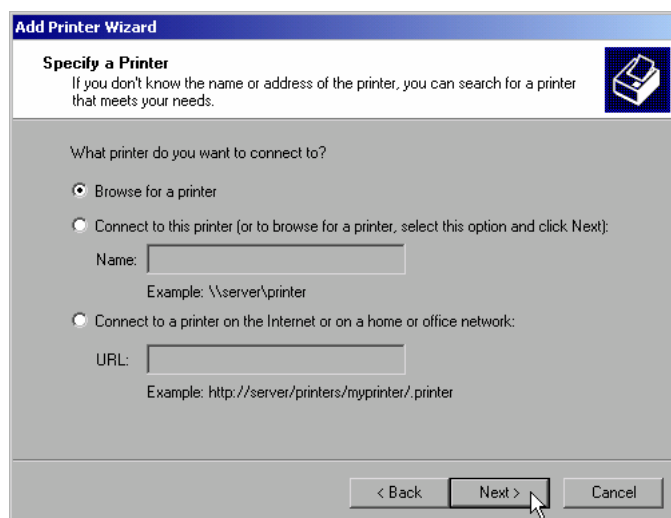 Add Printer Wizard
Specify a Printer
If you don't know the name or address of the printer, you can search for a printer
that meets your needs.
What printer do you want to connect to?
Browse for a printer
Connect to this printer (or to browse for a printer, select this option and click Next):
Name:
Example: \\server\printer
Connect to a printer on the Internet or on a home or office network:
URL:
Example: http://server/printers/myprinter/.printer
< Back Next > Cancel